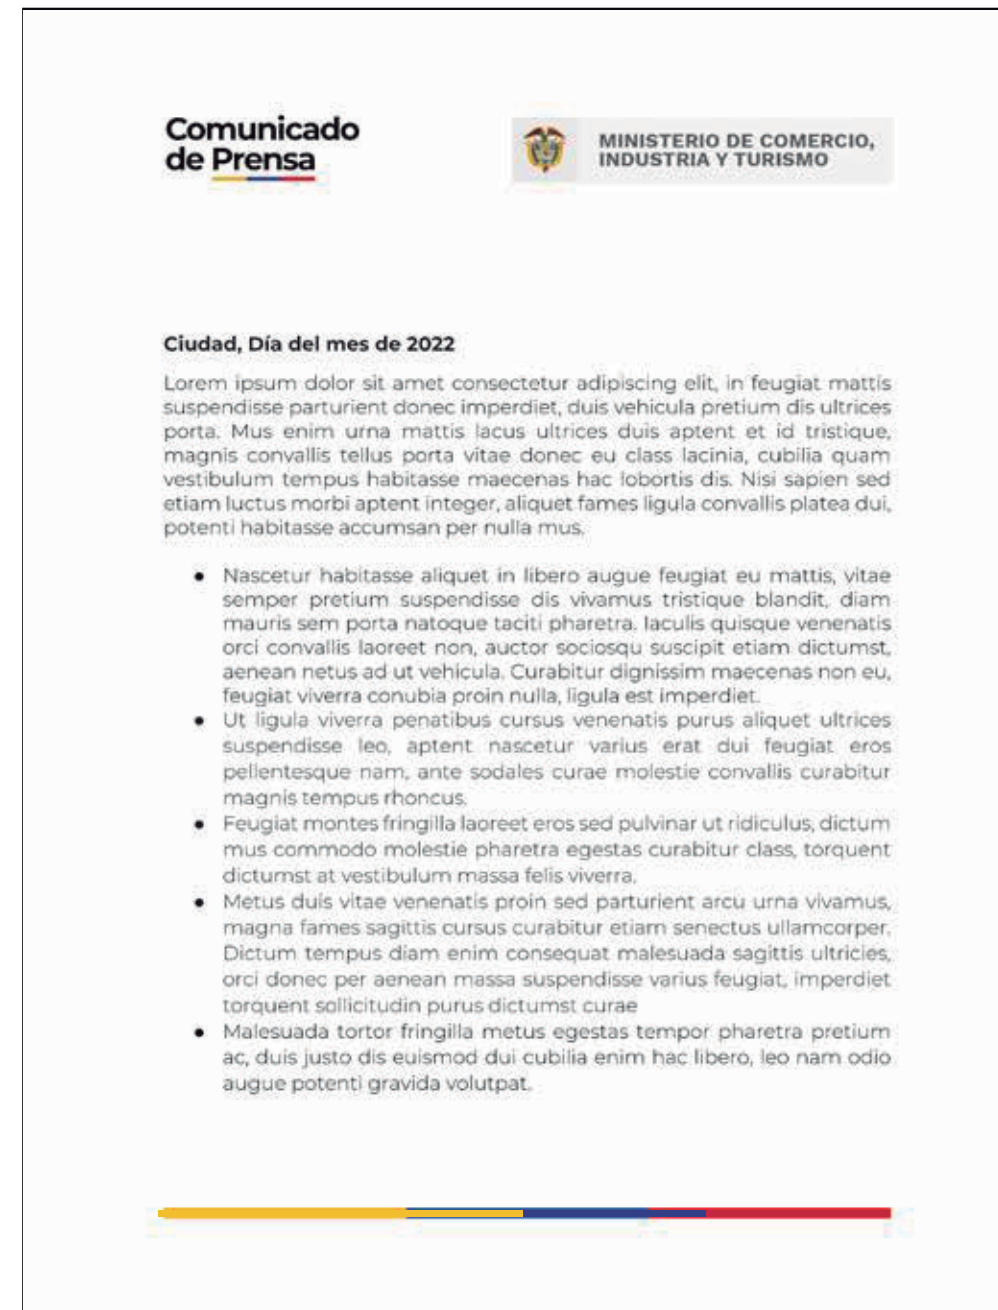 Comunicado
de Prensa
MINISTERIO DE COMERCIO,
INDUSTRIA Y TURISMO
Ciudad, Día del mes de 2022
Lorem ipsum dolor sit amet consectetur adipiscing elit, in feugiat mattis
suspendisse parturient donec imperdiet, duis vehicula pretium dis ultrices
porta. Mus enim urna mattis lacus ultrices duis aptent et id tristique,
magnis convallis tellus porta vitae donec eu class lacinia, cubilia quam
vestibulum tempus habitasse maecenas hac lobortis dis. Nisi sapien sed
etiam luctus morbi aptent integer, aliquet fames ligula convallis platea dui,
potenti habitasse accumsan per nulla mus.
● Nascetur habitasse aliquet in libero augue feugiat eu mattis, vitae
semper pretium suspendisse dis vivamus tristique blandit, diam
mauris sem porta natoque taciti pharetra. Iaculis quisque venenatis
orci convallis laoreet non, auctor sociosqu suscipit etiam dictumst,
aenean netus ad ut vehicula. Curabitur dignissim maecenas non eu,
feugiat viverra conubia proin nulla, ligula est imperdiet.
● Ut ligula viverra penatibus cursus venenatis purus aliquet ultrices
suspendisse leo, aptent nascetur varius erat dui feugiat eros
pellentesque nam, ante sodales curae molestie convallis curabitur
magnis tempus rhoncus.
● Feugiat montes fringilla laoreet eros sed pulvinar ut ridiculus, dictum
mus commodo molestie pharetra egestas curabitur class, torquent
dictumst at vestibulum massa felis viverra.
● Metus duis vitae venenatis proin sed parturient arcu urna vivamus,
magna fames sagittis cursus curabitur etiam senectus ullamcorper.
Dictum tempus diam enim consequat malesuada sagittis ultricies,
orci donec per aenean massa suspendisse varius feugiat, imperdiet
torquent sollicitudin purus dictumst curae
● Malesuada tortor fringilla metus egestas tempor pharetra pretium
ac, duis justo dis euismod dui cubilia enim hac libero, leo nam odio
augue potenti gravida volutpat.